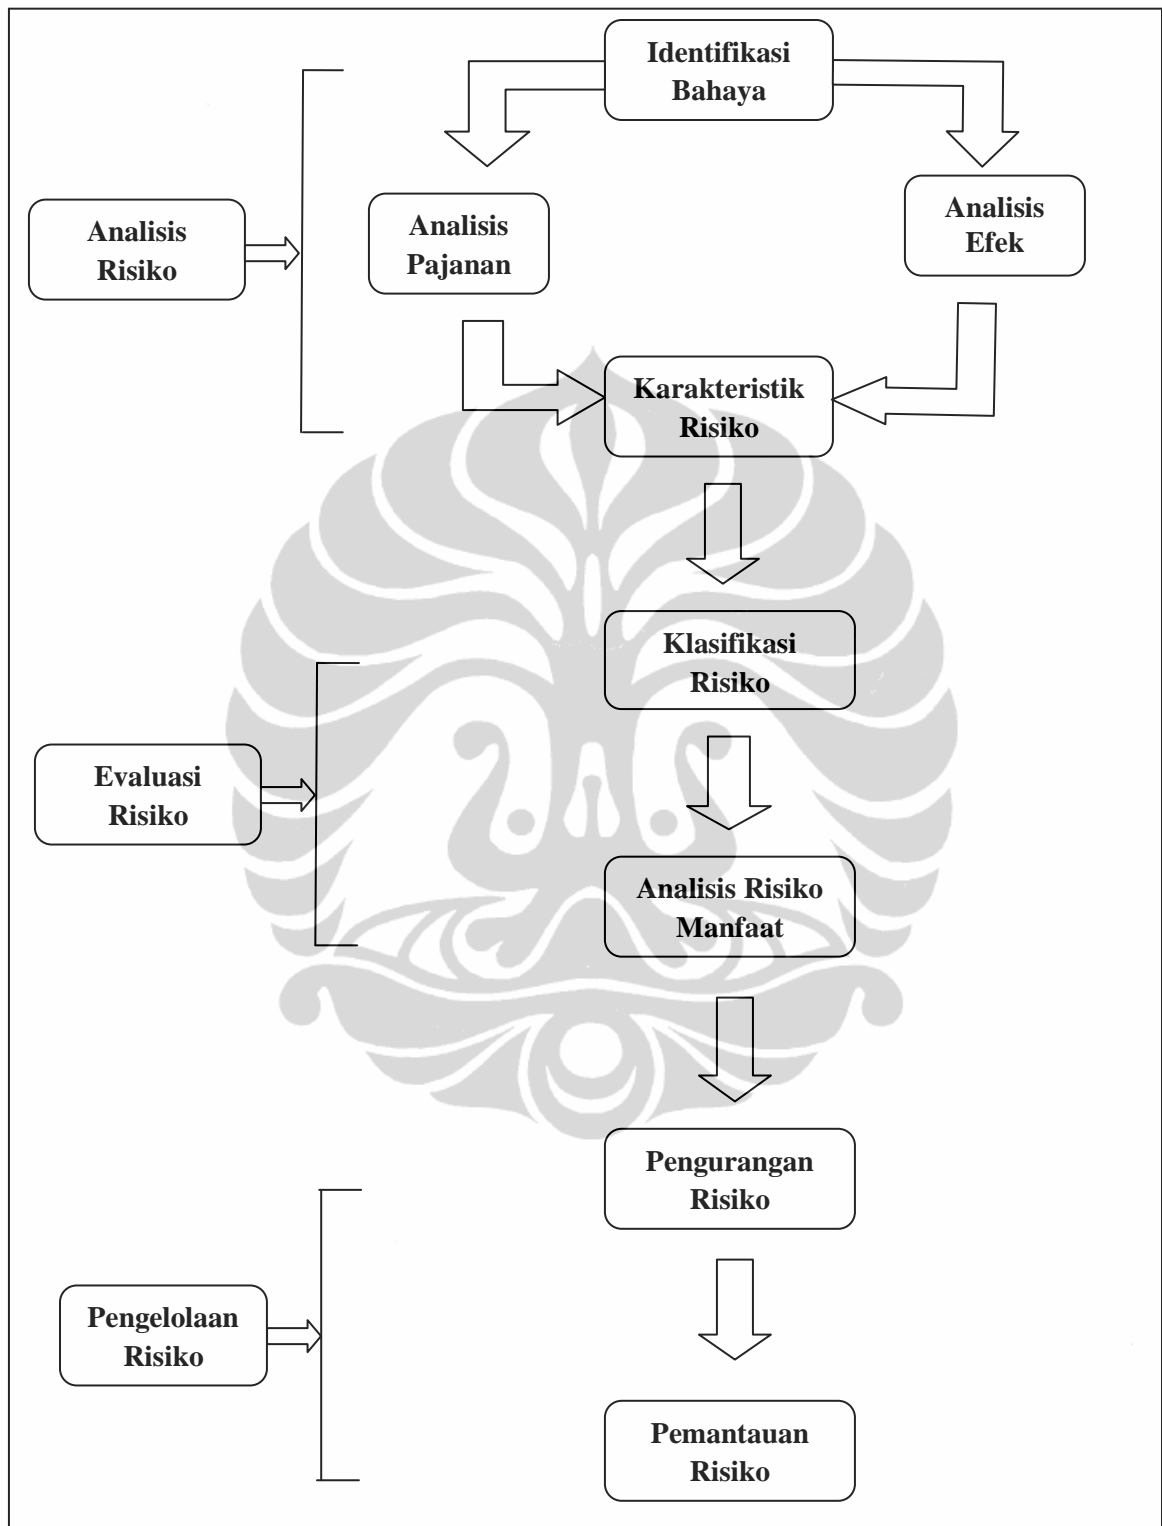 Identifikasi
Bahaya
Analisis
Risiko
Analisis
Pajanan
Analisis
Efek
Karakteristik
Risiko
Klasifikasi
Risiko
Evaluasi
Risiko
Analisis Risiko
Manfaat
Pengurangan
Risiko
Pengelolaan
Risiko
Pemantauan
Risiko